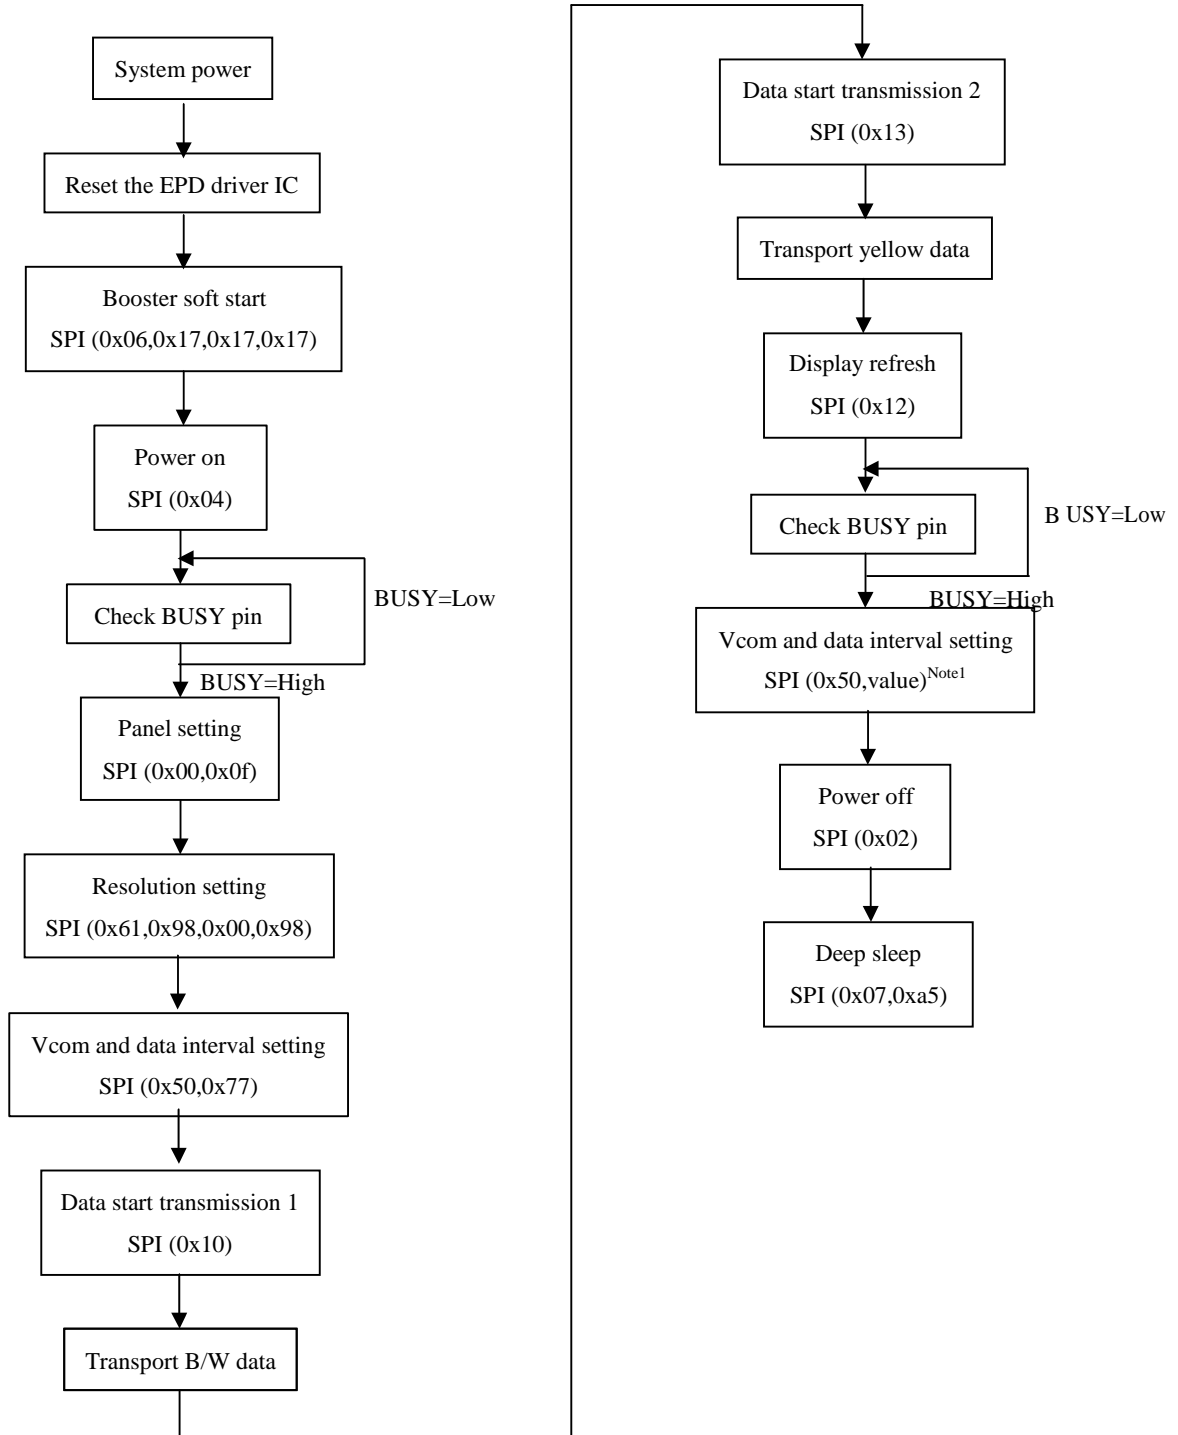 System power
Reset the EPD driver IC
Booster soft start
SPI (0x06,0x17,0x17,0x17)
Power on
SPI (0x04)
Check BUSY pin
BUSY=Low
BUSY=High
Panel setting
SPI (0x00,0x0f)
Resolution setting
SPI (0x61,0x98,0x00,0x98)
Vcom and data interval setting
SPI (0x50,0x77)
Data start transmission 1
SPI (0x10)
Transport B/W data
Data start transmission 2
SPI (0x13)
Transport yellow data
Display refresh
SPI (0x12)
Check BUSY pin
B USY=Low
BUSY=High
Vcom and data interval setting
SPI (0x50,value)Note1
Power off
SPI (0x02)
Deep sleep
SPI (0x07,0xa5)